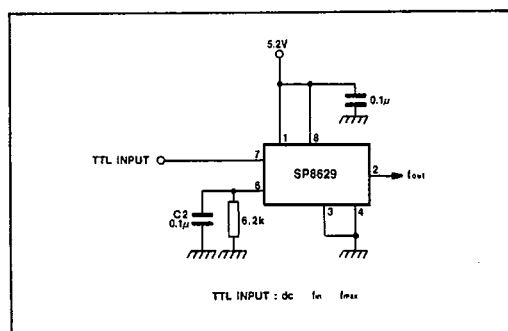 5.2V
0.1μ
1 8
TTL INPUT 7 SP8629 2 fout
6
C2
0.1μ
6.2k
3 4
TTL INPUT : dc fin fmax